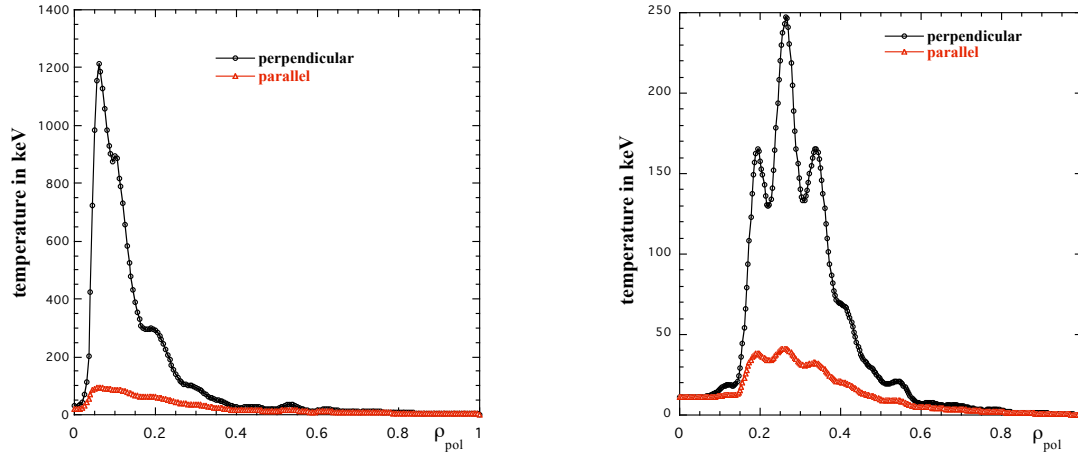 1400
1200
1000
800
600
400
200
0
temperature in keV
perpendicular
parallel
0 0.2 0.4 0.6 0.8 1
ρpol
250
200
150
100
50
0
temperature in keV
perpendicular
parallel
0 0.2 0.4 0.6 0.8
ρpol